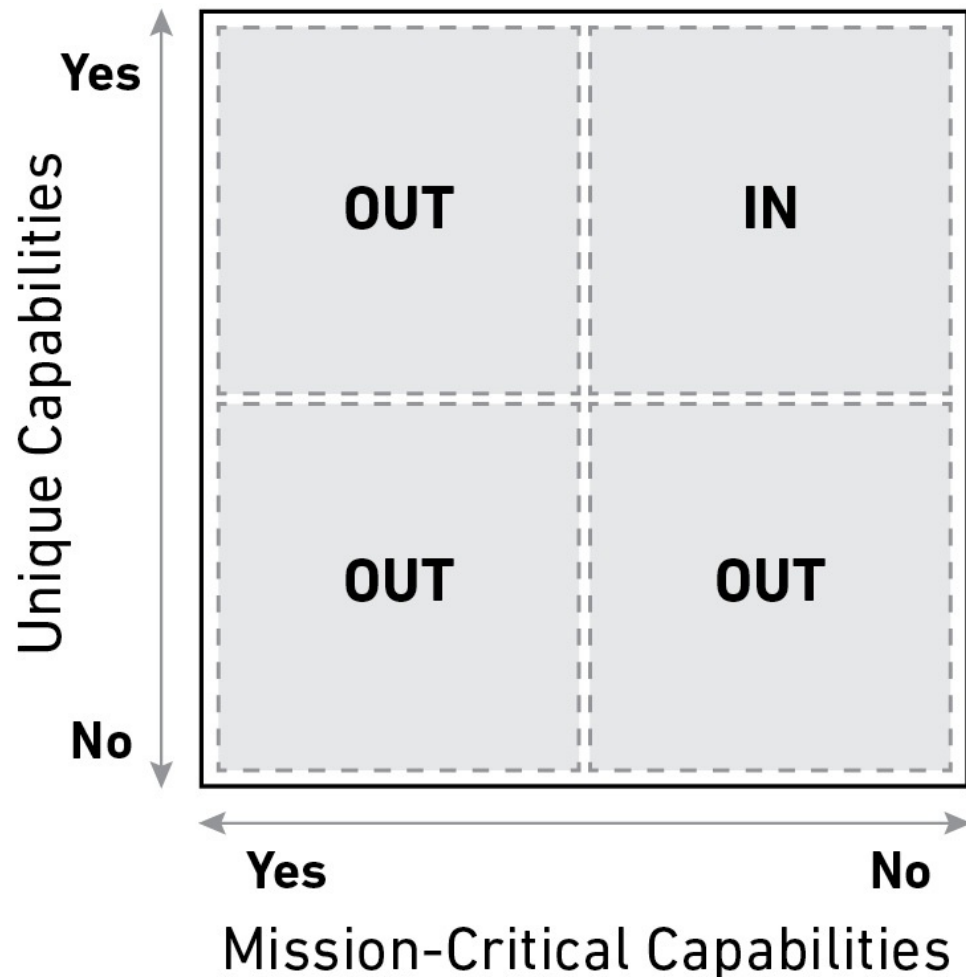 Yes
Unique Capabilities
No
OUT
IN
OUT
OUT
Yes
No
Mission-Critical Capabilities